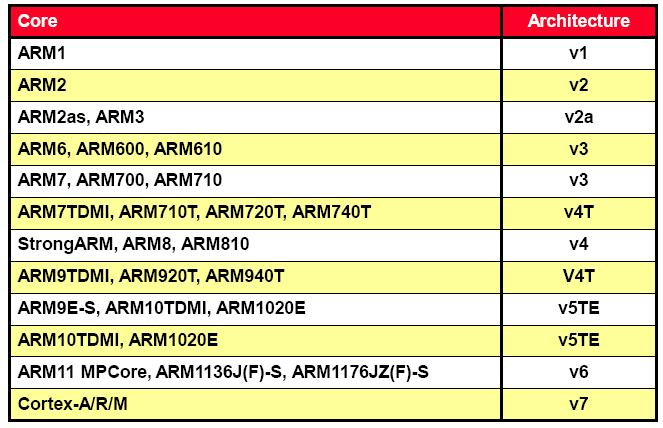 Core Architecture
ARM1 v1
ARM2 v2
ARM2as, ARM3 v2a
ARM6, ARM600, ARM610 v3
ARM7, ARM700, ARM710 v3
ARM7TDMI, ARM710T, ARM720T, ARM740T v4T
StrongARM, ARM8, ARM810 v4
ARM9TDMI, ARM920T, ARM940T V4T
ARM9E-S, ARM10TDMI, ARM1020E v5TE
ARM10TDMI, ARM1020E v5TE
ARM11 MPCore, ARM1136J(F)-S, ARM1176JZ(F)-S v6
Cortex-A/R/M v7